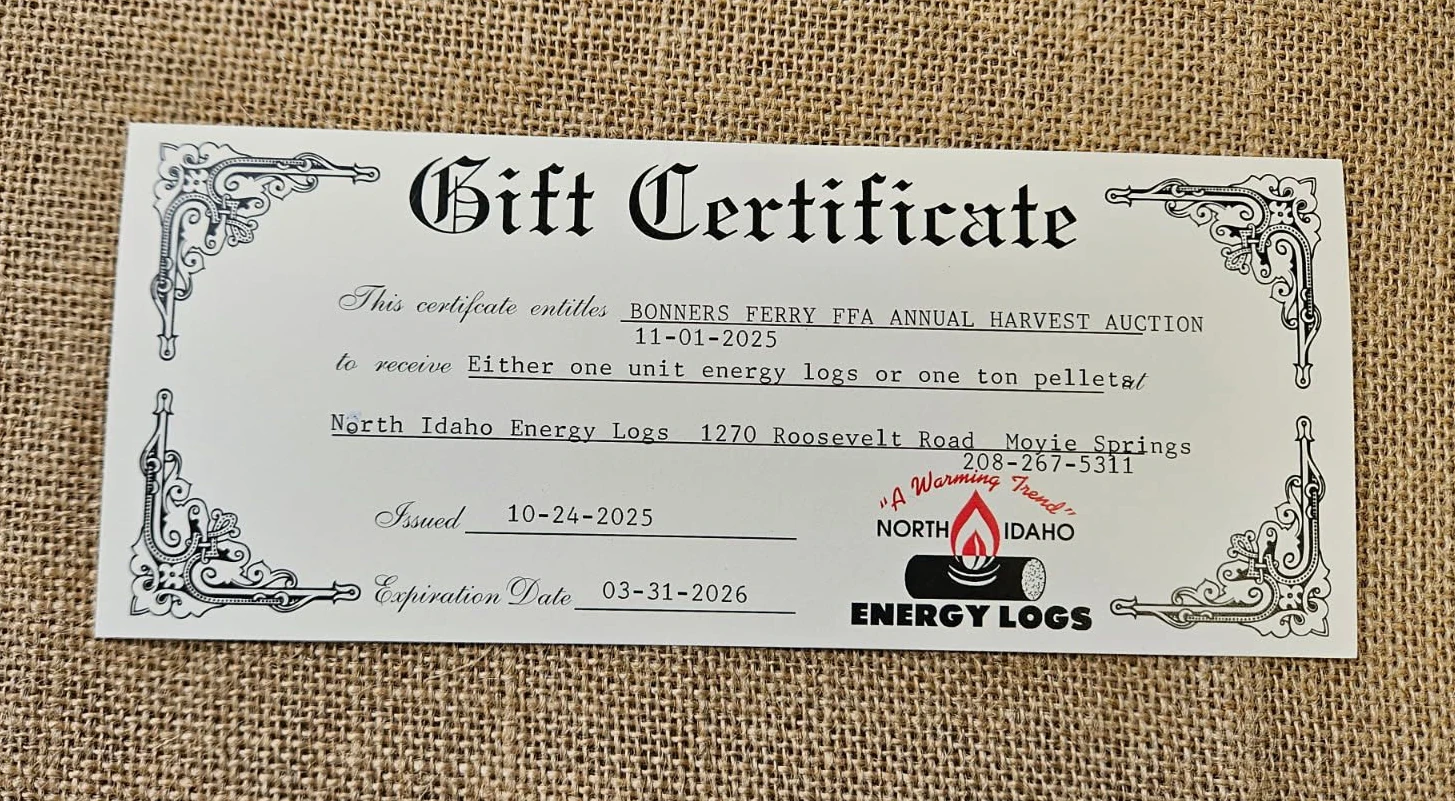 Gift Certificate
This certifcate entitles BONNERS FERRY FFA ANNUAL HARVEST AUCTION
11-01-2025
to receive Either one unit energy logs or one ton pellets at
North Idaho Energy Logs 1270 Roosevelt Road Moyie Springs
208-267-5311
"A Warming Trend"
Issued 10-24-2025
NORTH IDAHO
Expiration Date 03-31-2026
ENERGY LOGS